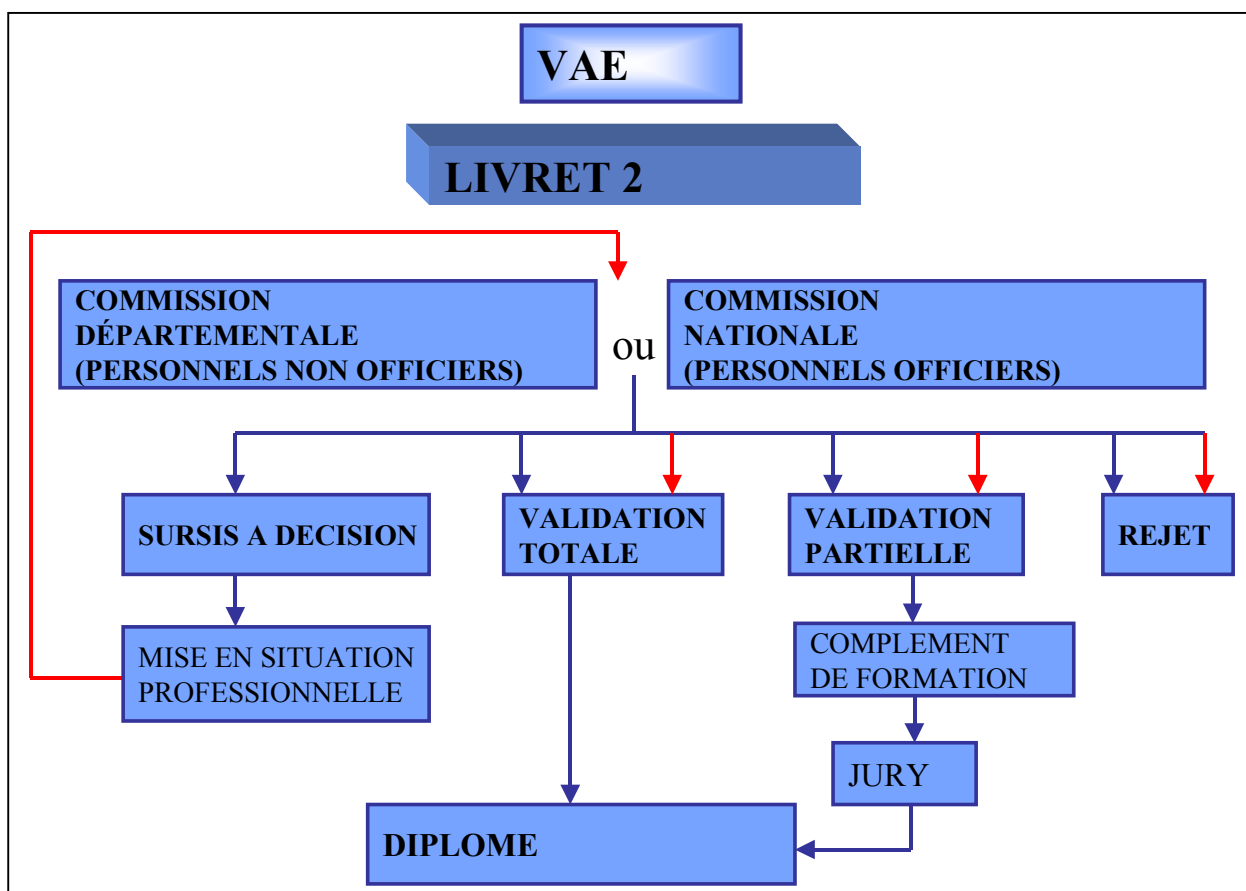 VAE
LIVRET 2
COMMISSION
DÉPARTEMENTALE
(PERSONNELS NON OFFICIERS)
ou
COMMISSION
NATIONALE
(PERSONNELS OFFICIERS)
SURSIS A DECISION
VALIDATION
TOTALE
VALIDATION
PARTIELLE
REJET
MISE EN SITUATION
PROFESSIONNELLE
COMPLEMENT
DE FORMATION
JURY
DIPLOME